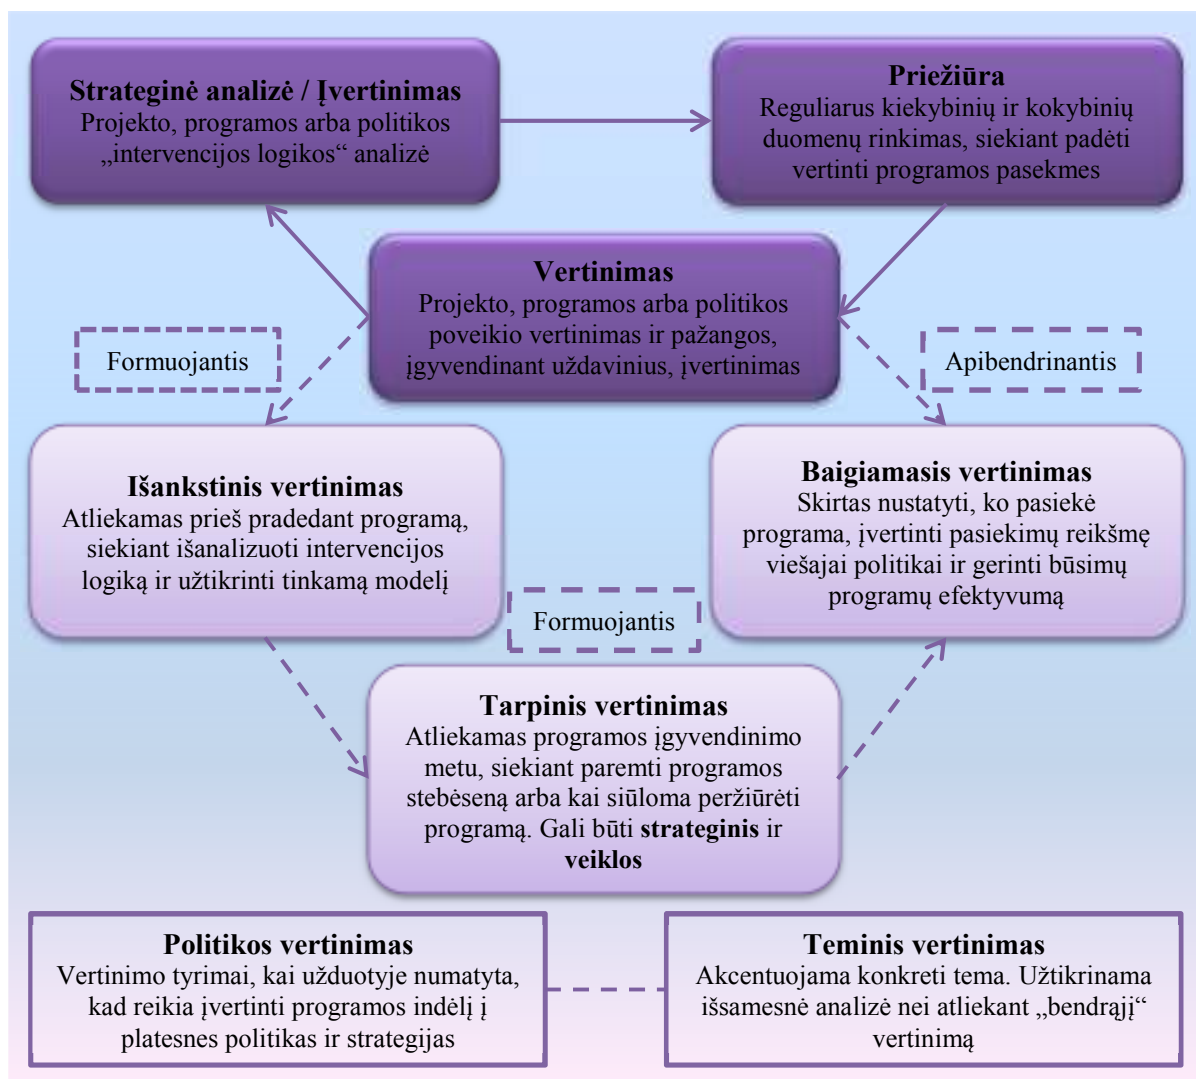 Strateginė analizė / Įvertinimas
Projekto, programos arba politikos
„intervencijos logikos“ analizė
Priežiūra
Reguliarus kiekybinių ir kokybinių
duomenų rinkimas, siekiant padėti
vertinti programos pasekmes
Vertinimas
Projekto, programos arba politikos
poveikio vertinimas ir pažangos,
įgyvendinant uždavinius, įvertinimas
Formuojantis
Apibendrinantis
Išankstinis vertinimas
Atliekamas prieš pradedant programą,
siekiant išanalizuoti intervencijos
logiką ir užtikrinti tinkamą modelį
Baigiamasis vertinimas
Skirtas nustatyti, ko pasiekė
programa, įvertinti pasiekimų reikšmę
viešajai politikai ir gerinti būsimų
programų efektyvumą
Formuojantis
Tarpinis vertinimas
Atliekamas programos įgyvendinimo
metu, siekiant paremti programos
stebėseną arba kai siūloma peržiūrėti
programą. Gali būti strateginis ir
veiklos
Politikos vertinimas
Vertinimo tyrimai, kai užduotyje numatyta,
kad reikia įvertinti programos indėlį į
platesnes politikas ir strategijas
Teminis vertinimas
Akcentuojama konkreti tema. Užtikrinama
išsamesnė analizė nei atliekant „bendrąjį“
vertinimą